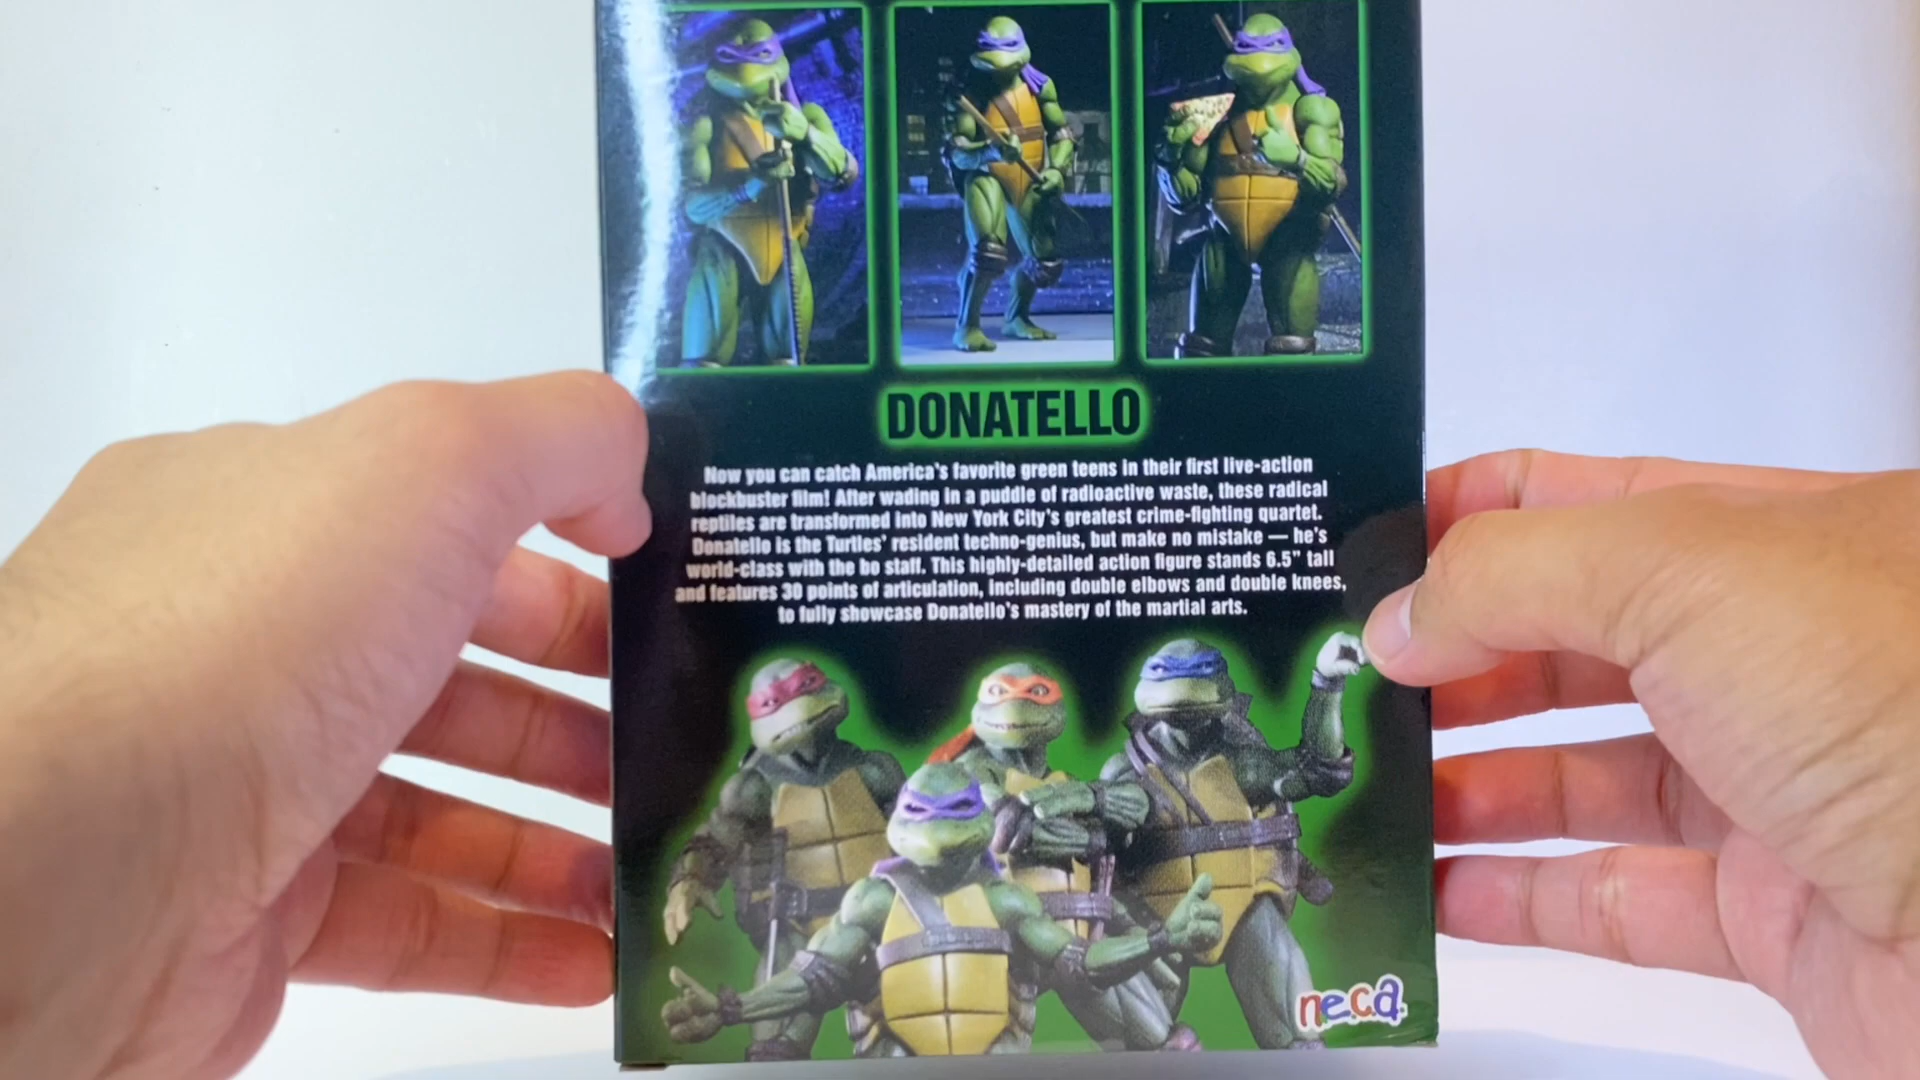 DONATELLO
Now you can catch America's favorite green teens in their first live-action
blockbuster film! After wading in a puddle of radioactive waste, these radical
reptiles are transformed into New York City's greatest crime-fighting quartet.
Donatello is the Turtles' resident techno-genius, but make no mistake — he's
world-class with the bo staff. This highly-detailed action figure stands 6.5" tall
and features 30 points of articulation, including double elbows and double knees,
to fully showcase Donatello's mastery of the martial arts.
n.e.c.a.